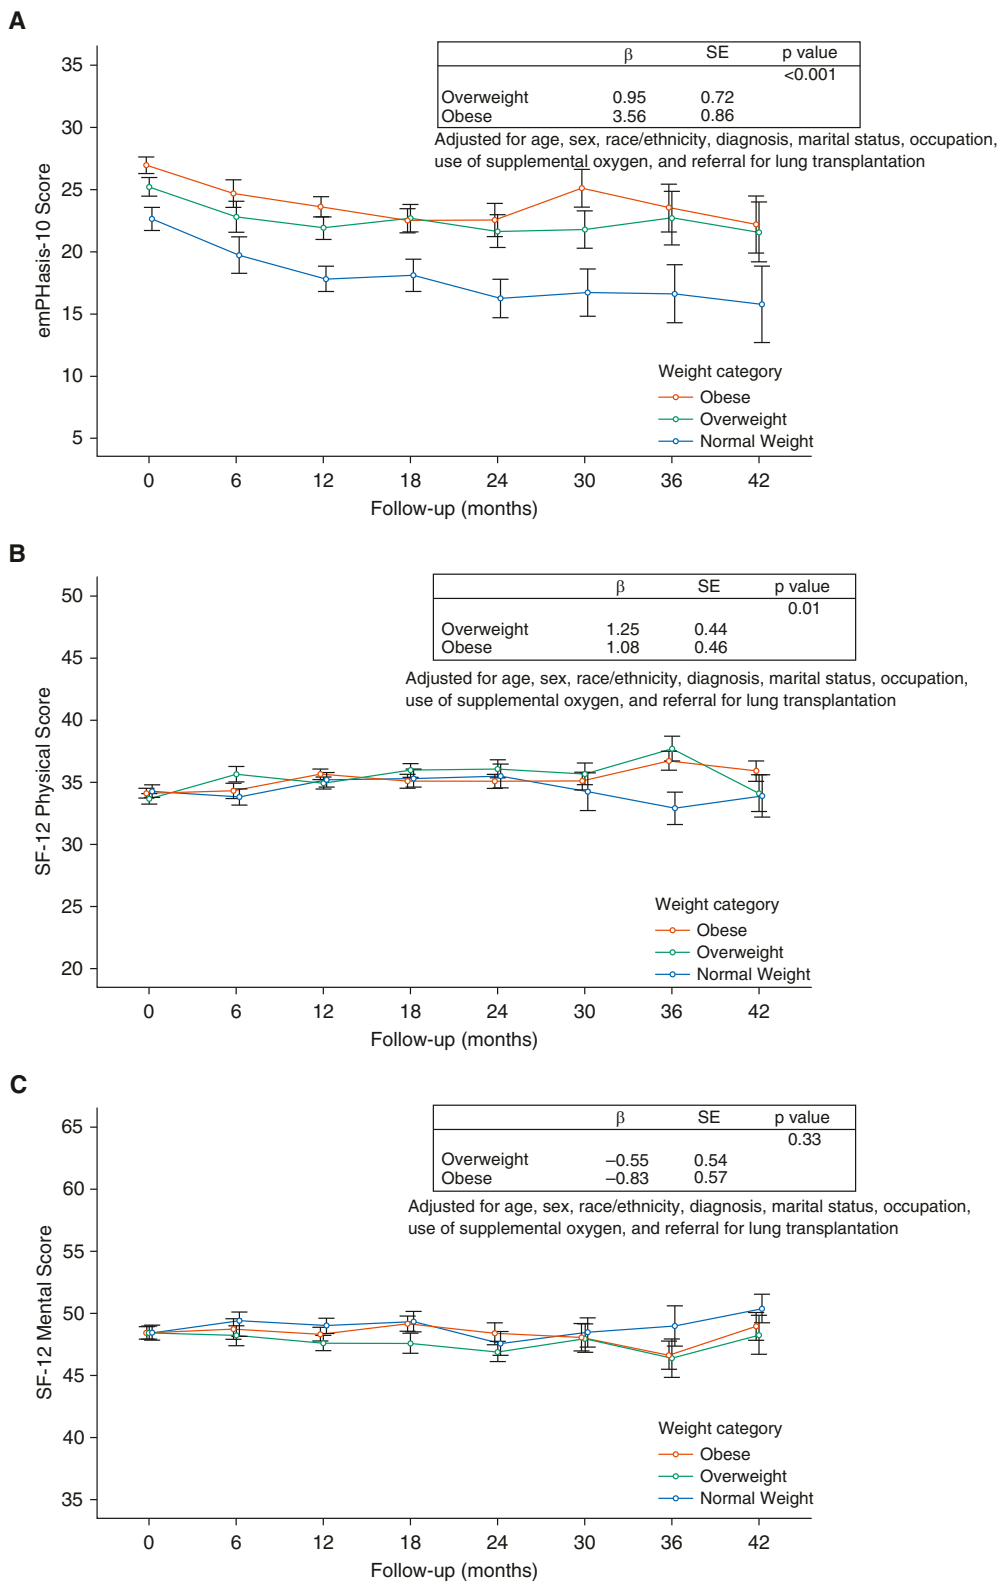 A
β SE p value
<0.001
Overweight 0.95 0.72
Obese 3.56 0.86
Adjusted for age, sex, race/ethnicity, diagnosis, marital status, occupation,
use of supplemental oxygen, and referral for lung transplantation
emPHasis-10 Score
35
30
25
20
15
10
5
Weight category
Obese
Overweight
Normal Weight
0 6 12 18 24 30 36 42
Follow-up (months)
B
β SE p value
0.01
Overweight 1.25 0.44
Obese 1.08 0.46
Adjusted for age, sex, race/ethnicity, diagnosis, marital status, occupation,
use of supplemental oxygen, and referral for lung transplantation
SF-12 Physical Score
50
45
40
35
30
25
20
Weight category
Obese
Overweight
Normal Weight
0 6 12 18 24 30 36 42
Follow-up (months)
C
β SE p value
0.33
Overweight –0.55 0.54
Obese –0.83 0.57
Adjusted for age, sex, race/ethnicity, diagnosis, marital status, occupation,
use of supplemental oxygen, and referral for lung transplantation
SF-12 Mental Score
65
60
55
50
45
40
35
Weight category
Obese
Overweight
Normal Weight
0 6 12 18 24 30 36 42
Follow-up (months)